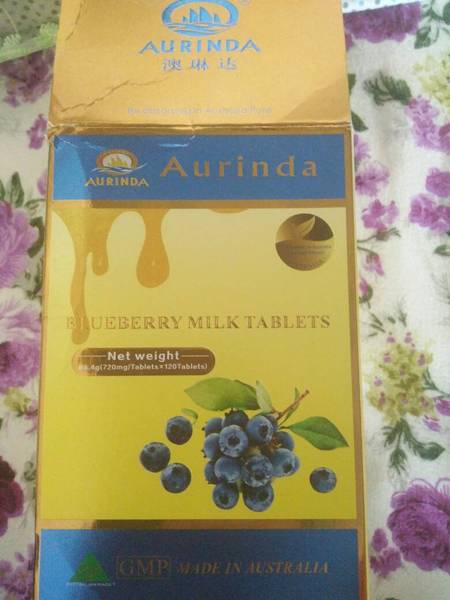 AURINDA
澳琳达
AURINDA
Aurinda
BLUEBERRY MILK TABLETS
Net weight
86.4g(720mg/Tablets×120Tablets)
GMP MADE IN AUSTRALIA